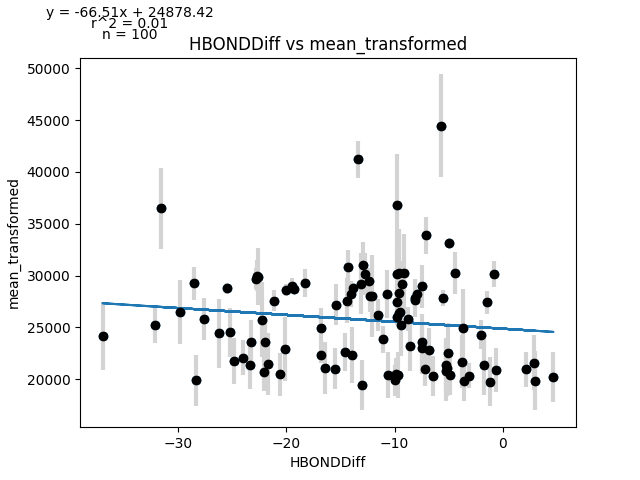 y = -66.51x + 24878.42
r^2 = 0.01
n = 100
HBONDDiff vs mean_transformed
50000
45000
40000
35000
30000
25000
20000
mean_transformed
−30
−20
−10
0
HBONDDiff